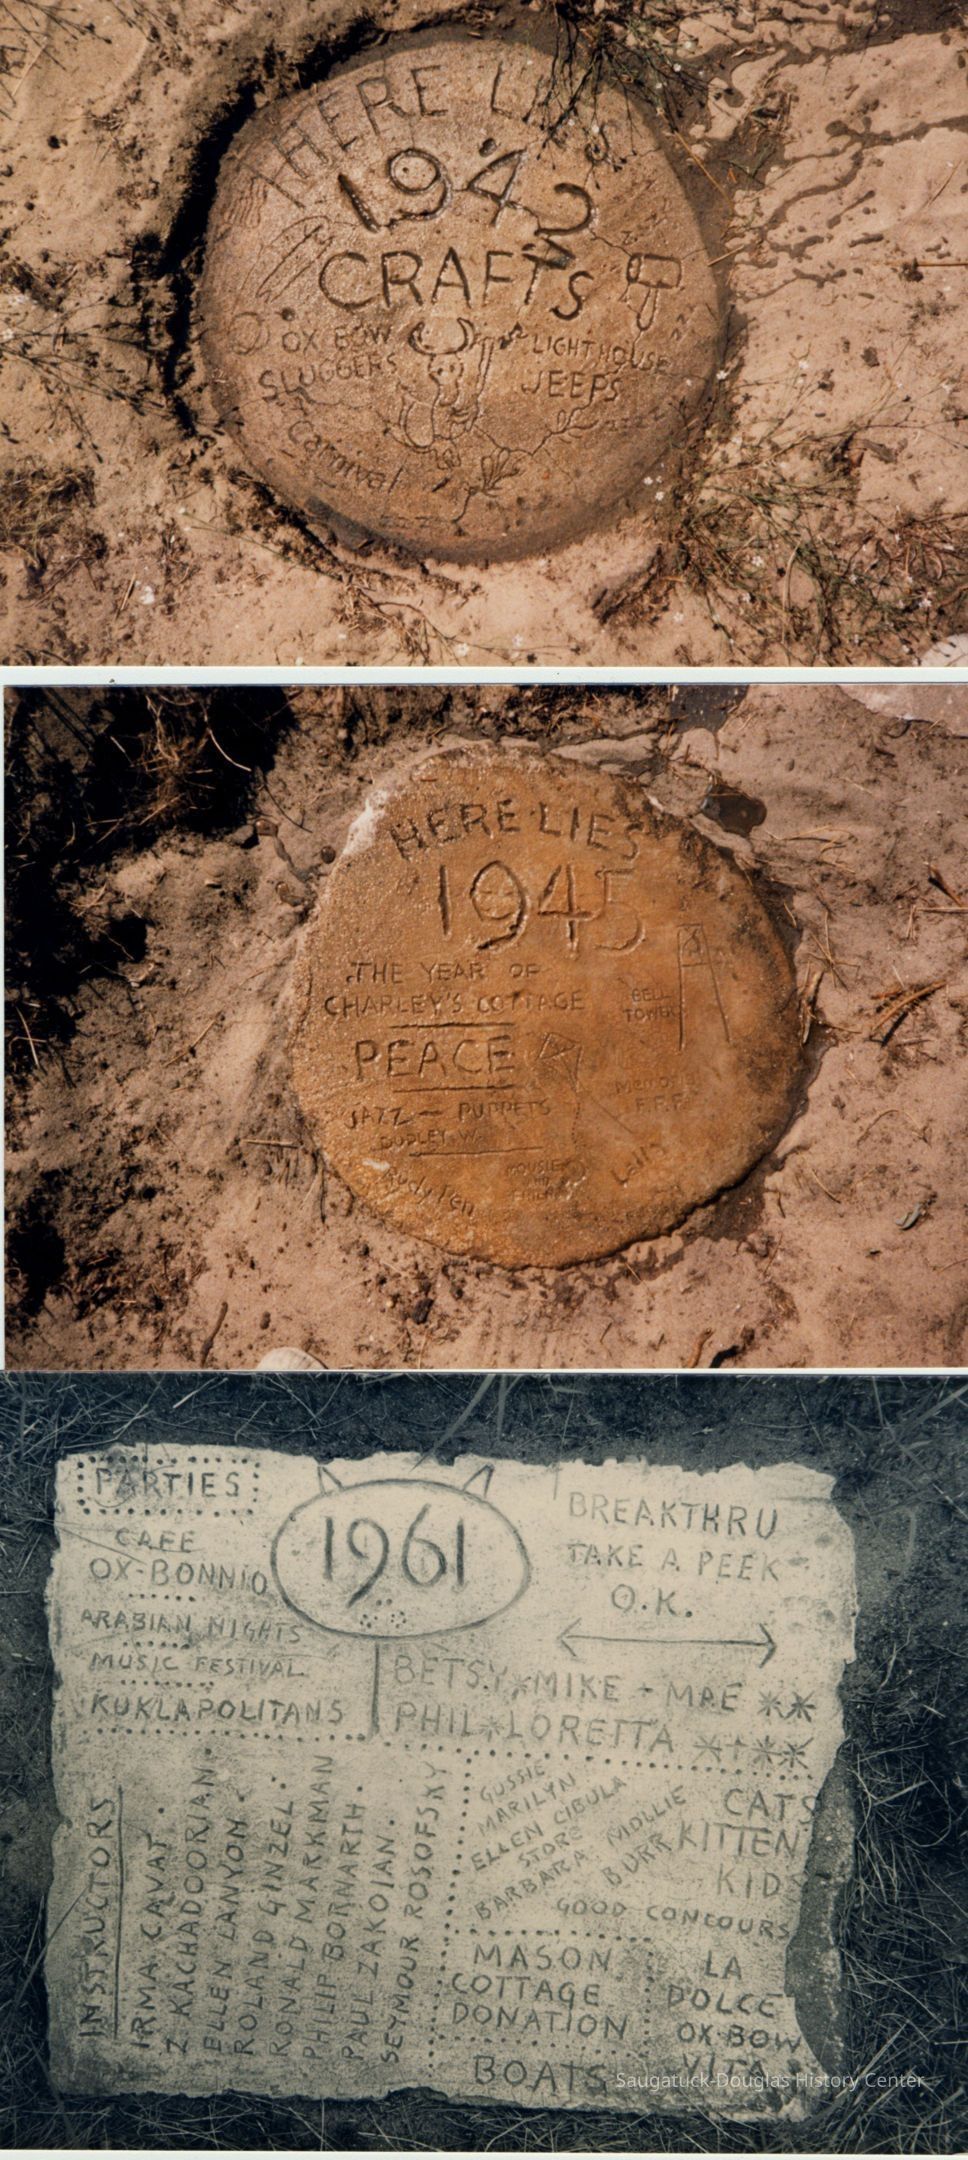 HERE LIES
1942
CRAFTS
OX BOW
SLUGGERS
LIGHTHOUSE
JEEPS
Carnival
HERE LIES
1945
THE YEAR OF
CHARLEY'S COTTAGE
BELL
TOWER
PEACE
JAZZ — PUPPETS
DUDLEY W.
F.F.F.
MOUSIE
PARTIES
CAFE
OX-BONNIO
ARABIAN NIGHTS
MUSIC FESTIVAL
KUKLAPOLITANS
1961
BREAKTHRU
TAKE A PEEK
O.K.
BETSY * MIKE + MAE **
PHIL * LORETTA *+**
INSTRUCTORS
IRMA CAVAT.
Z KACHADOORIAN.
ELLEN LANYON.
ROLAND GINZEL.
RONALD MARKMAN
PHILIP BORNARTH.
PAUL ZAKOIAN.
SEYMOUR ROSOFSKY
GUSSIE
MARILYN
ELLEN CIBULA
STORE
BARBARA
MOLLIE
BURR
CATS
KITTEN
KIDS
GOOD CONCOURS
MASON
COTTAGE
DONATION
BOATS
LA
DOLCE
OX-BOW
VITA
Saugatuck-Douglas History Center